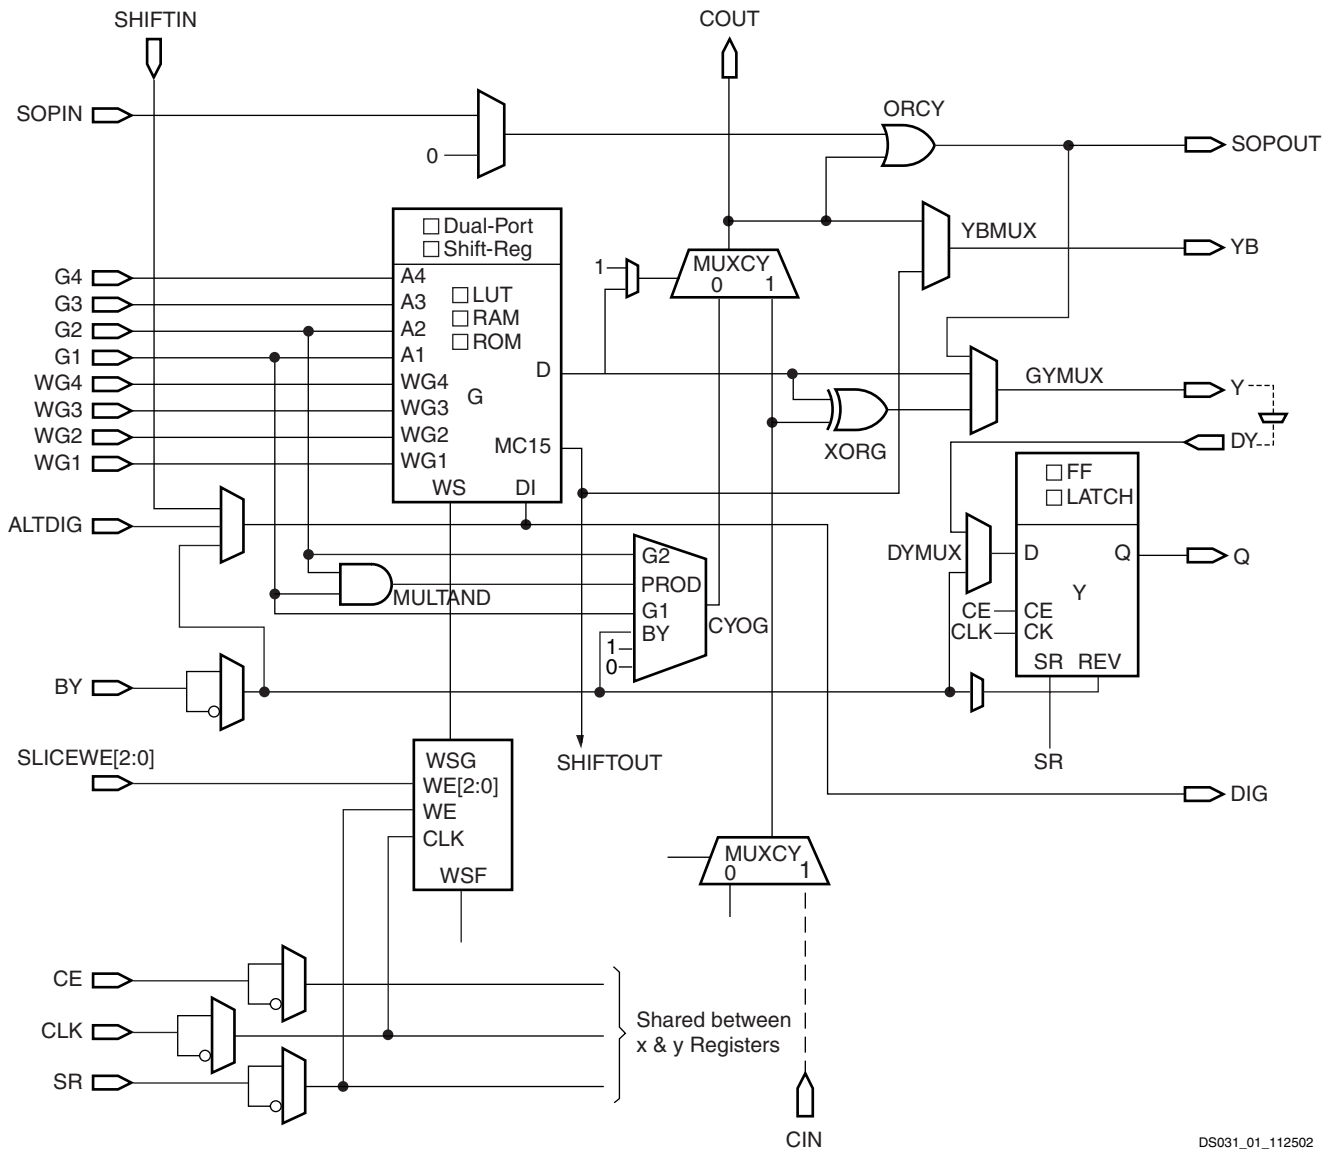 SHIFTIN
COUT
SOPIN
0
ORCY
SOPOUT
Dual-Port
Shift-Reg
YBMUX
YB
G4
G3
G2
G1
WG4
WG3
WG2
WG1
A4
A3
A2
A1
WG4
WG3
WG2
WG1
LUT
RAM
ROM
G
D
MC15
WS
DI
1
MUXCY
0 1
GYMUX
Y
DY
XORG
FF
LATCH
ALTDIG
DYMUX
D
Q
Q
Y
CE
CE
CLK
CK
SR REV
SR
G2
PROD
G1
BY
1
0
MULTAND
CYOG
BY
SLICEWE[2:0]
WSG
WE[2:0]
WE
CLK
WSF
SHIFTOUT
DIG
MUXCY
0 1
CE
CLK
SR
Shared between
x & y Registers
CIN
DS031_01_112502